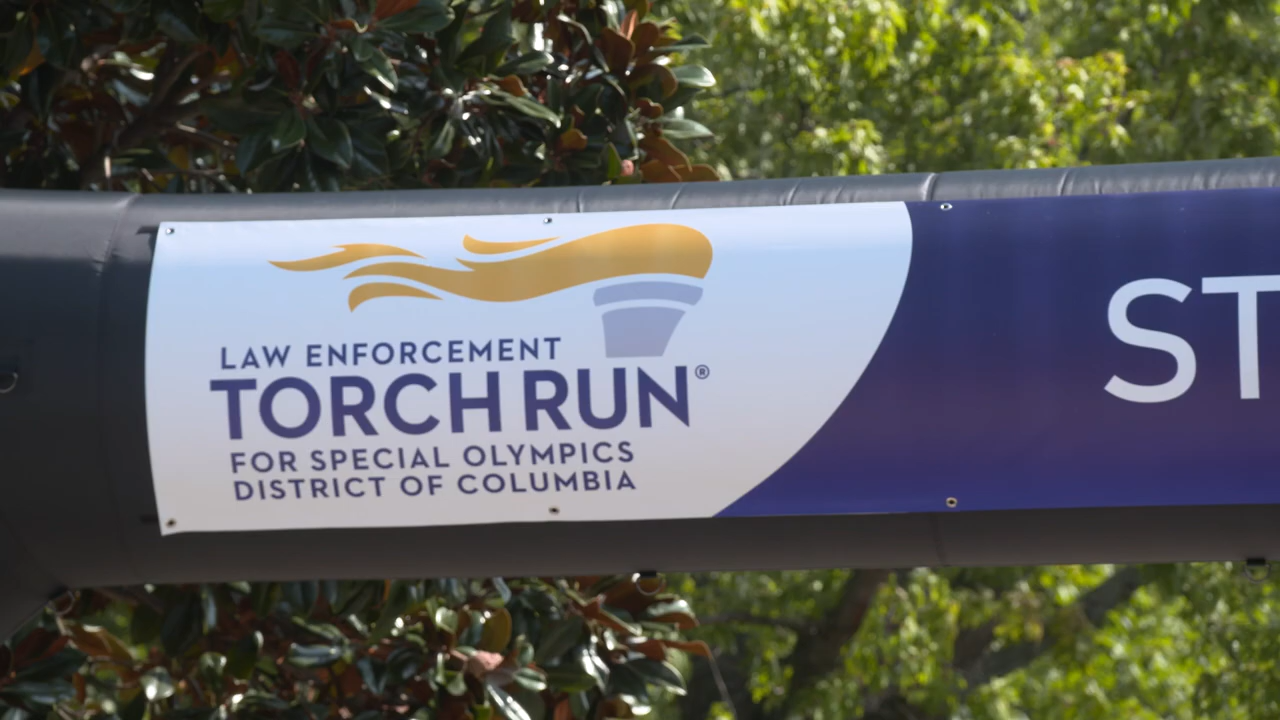 LAW ENFORCEMENT
TORCH RUN®
FOR SPECIAL OLYMPICS
DISTRICT OF COLUMBIA
ST